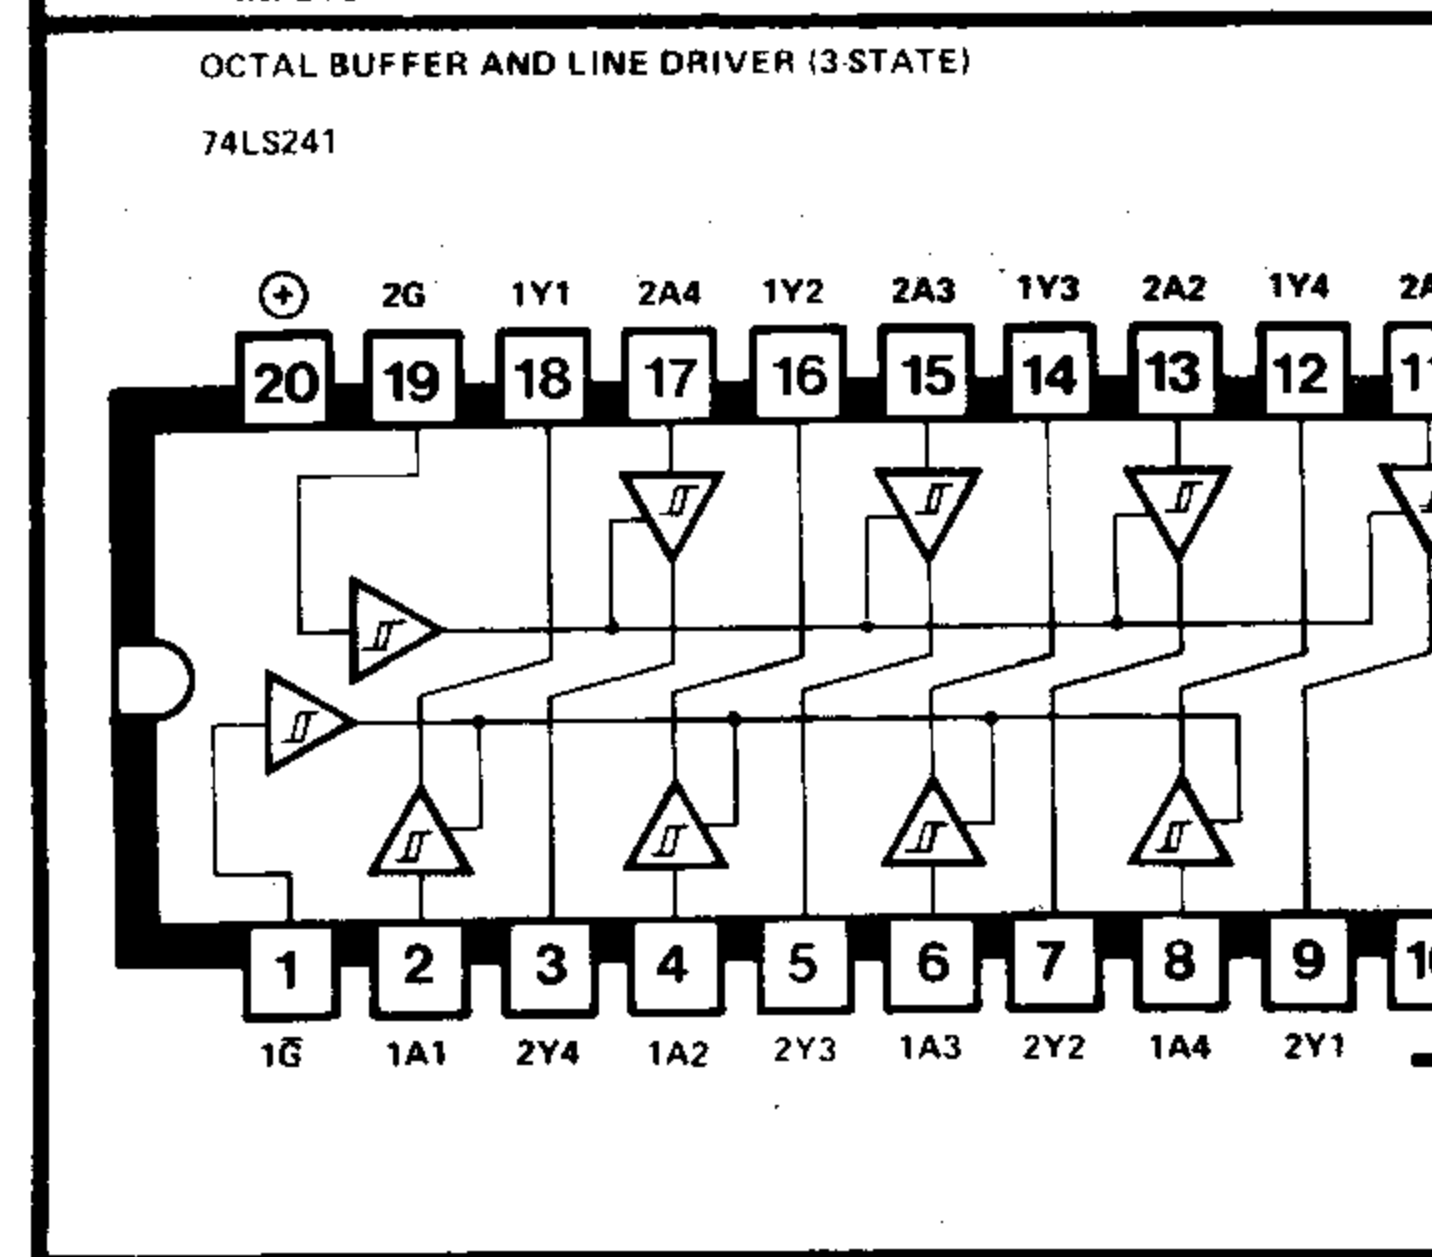 OCTAL BUFFER AND LINE DRIVER (3-STATE)
74LS241
⊕ 2G 1Y1 2A4 1Y2 2A3 1Y3 2A2 1Y4
20 19 18 17 16 15 14 13 12
1 2 3 4 5 6 7 8 9
1G̅ 1A1 2Y4 1A2 2Y3 1A3 2Y2 1A4 2Y1